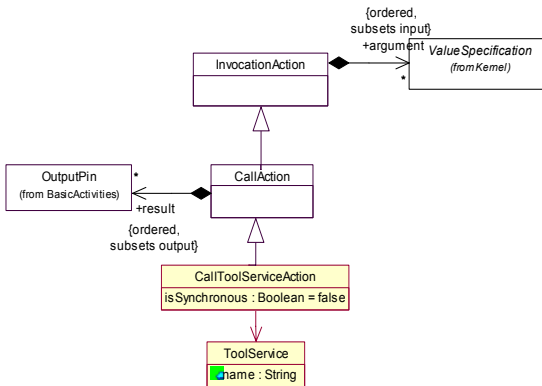 {ordered,
subsets input}
+argument
*
InvocationAction
ValueSpecification
(from Kernel)
OutputPin
(from BasicActivities)
*
+result
{ordered,
subsets output}
CallAction
CallToolServiceAction
isSynchronous : Boolean = false
ToolService
name : String